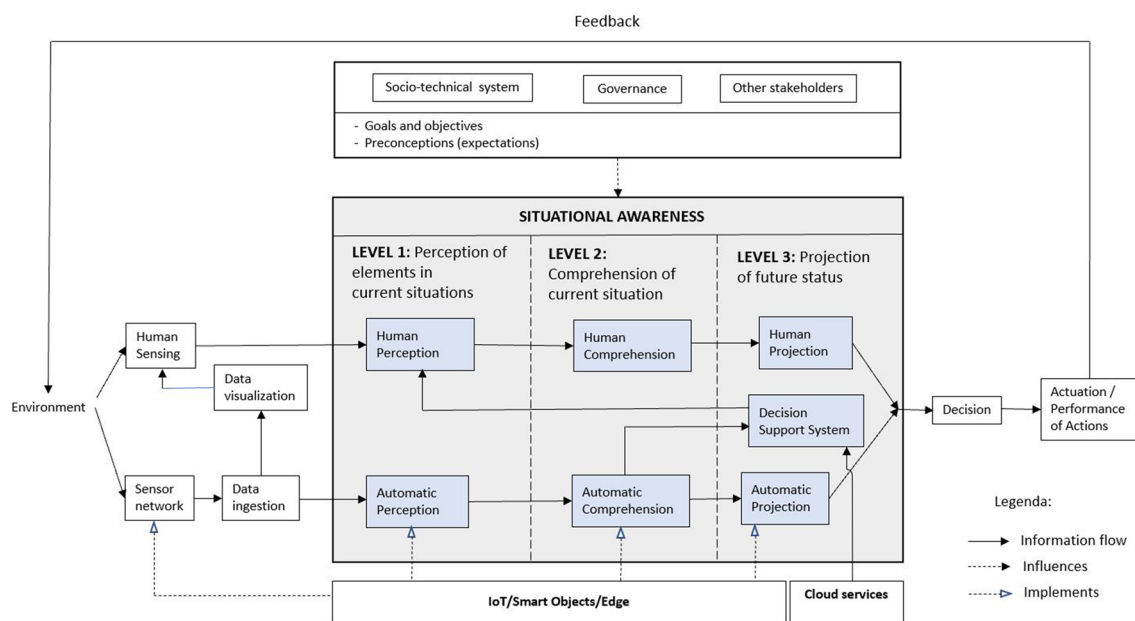 Feedback
Socio-technical system
Governance
Other stakeholders
- Goals and objectives
- Preconceptions (expectations)
SITUATIONAL AWARENESS
LEVEL 1: Perception of
elements in
current situations
LEVEL 2:
Comprehension of
current situation
LEVEL 3: Projection
of future status
Human
Sensing
Human
Perception
Human
Comprehension
Human
Projection
Data
visualization
Environment
Decision
Support System
Decision
Actuation /
Performance
of Actions
Sensor
network
Data
ingestion
Automatic
Perception
Automatic
Comprehension
Automatic
Projection
Legenda:
Information flow
Influences
Implements
IoT/Smart Objects/Edge
Cloud services